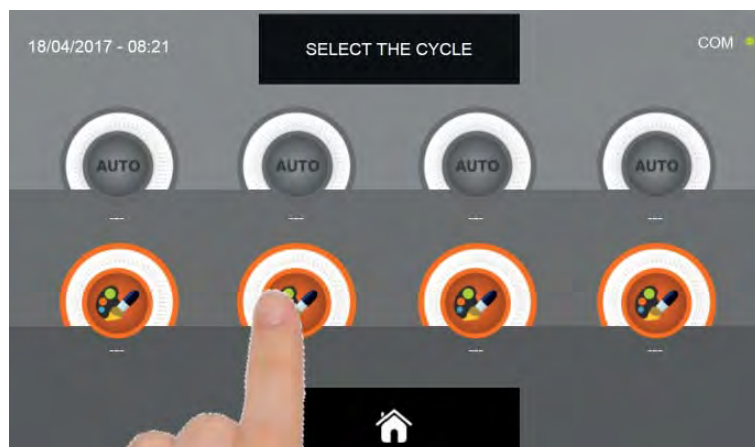 18/04/2017 - 08:21
SELECT THE CYCLE
COM
AUTO AUTO AUTO AUTO
--- --- --- ---
--- --- ---